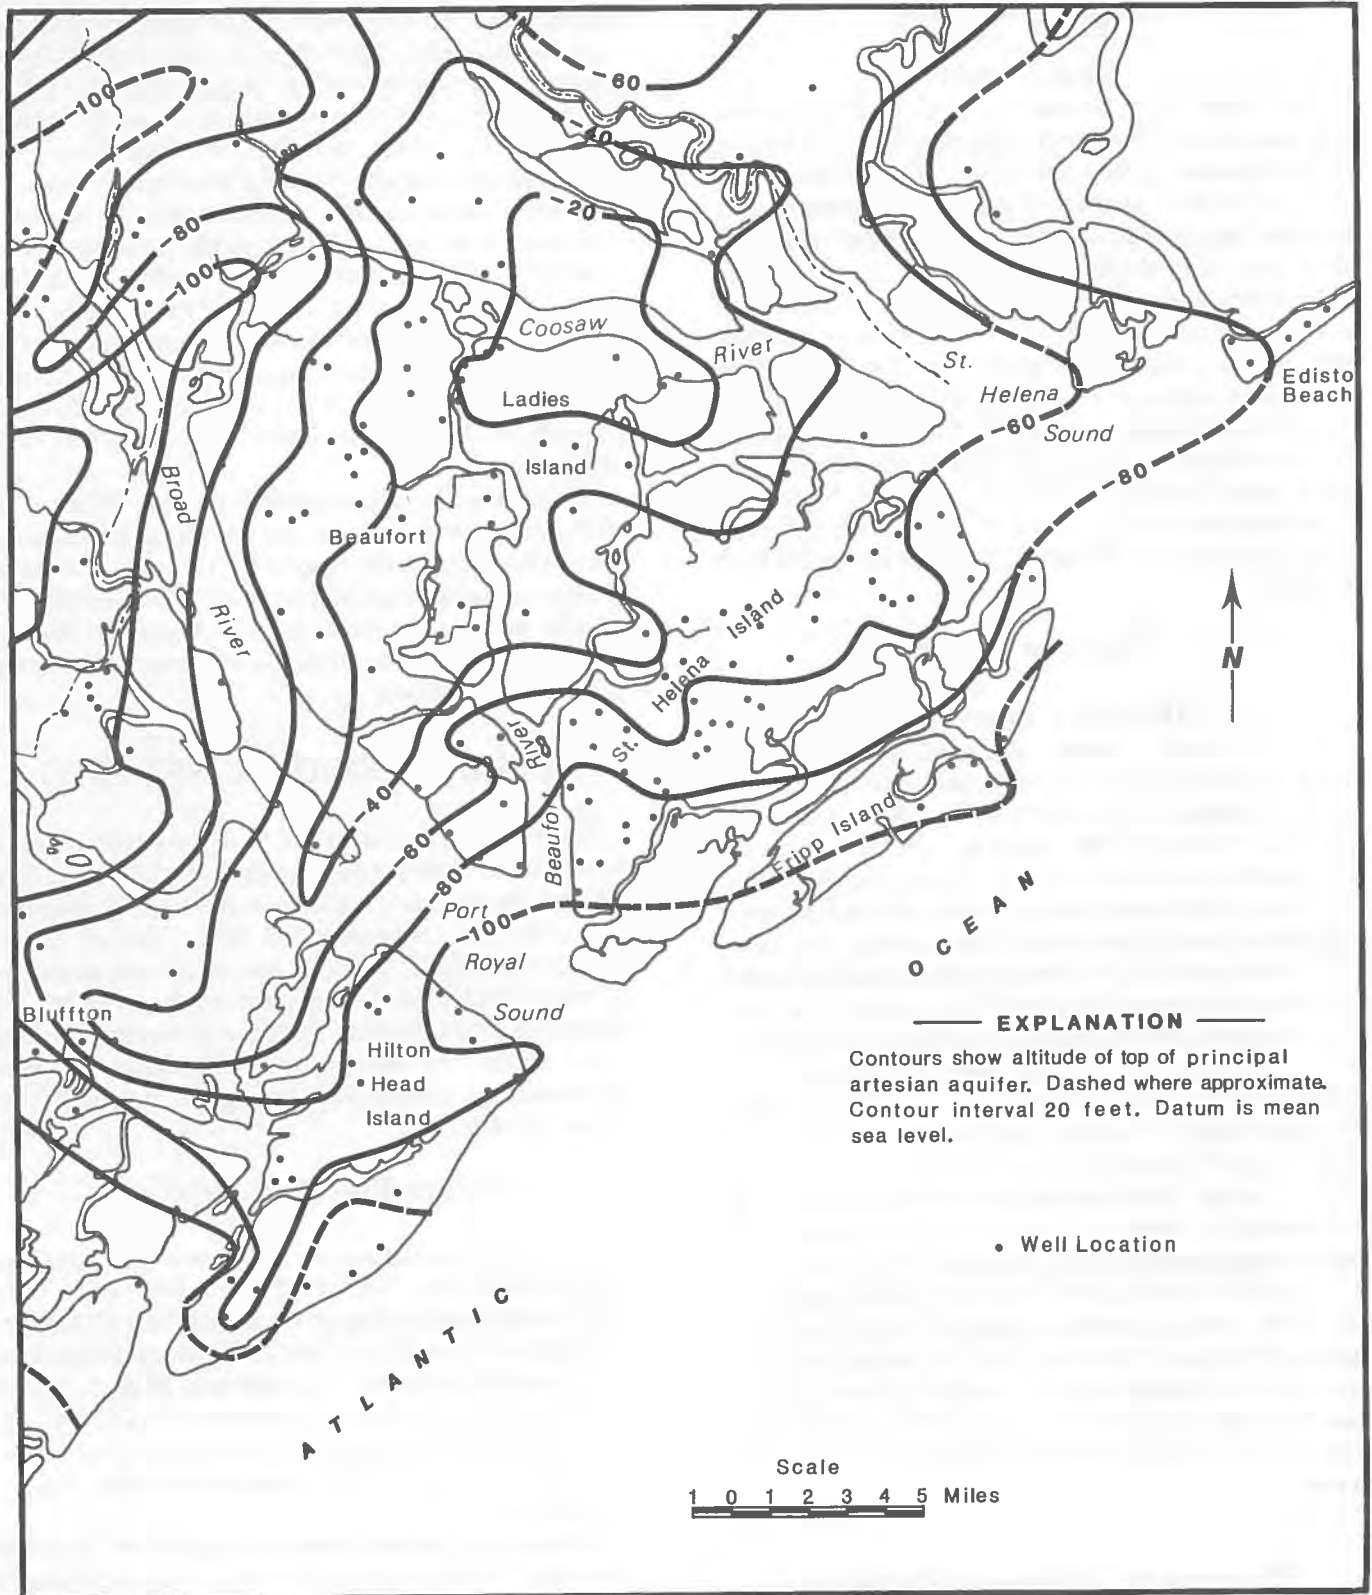 -60
-100
-40
-20
-80
-100
Coosaw
River
St.
Helena
Sound
Edisto
Beach
Ladies
Island
-60
-80
Broad
River
Beaufort
St. Helena Island
N
Beaufort River
-40
-60
-80
-100
Port
Royal
Sound
Fripp Island
OCEAN
Bluffton
Hilton
Head
Island
EXPLANATION
Contours show altitude of top of principal
artesian aquifer. Dashed where approximate.
Contour interval 20 feet. Datum is mean
sea level.
• Well Location
ATLANTIC
Scale
1 0 1 2 3 4 5 Miles